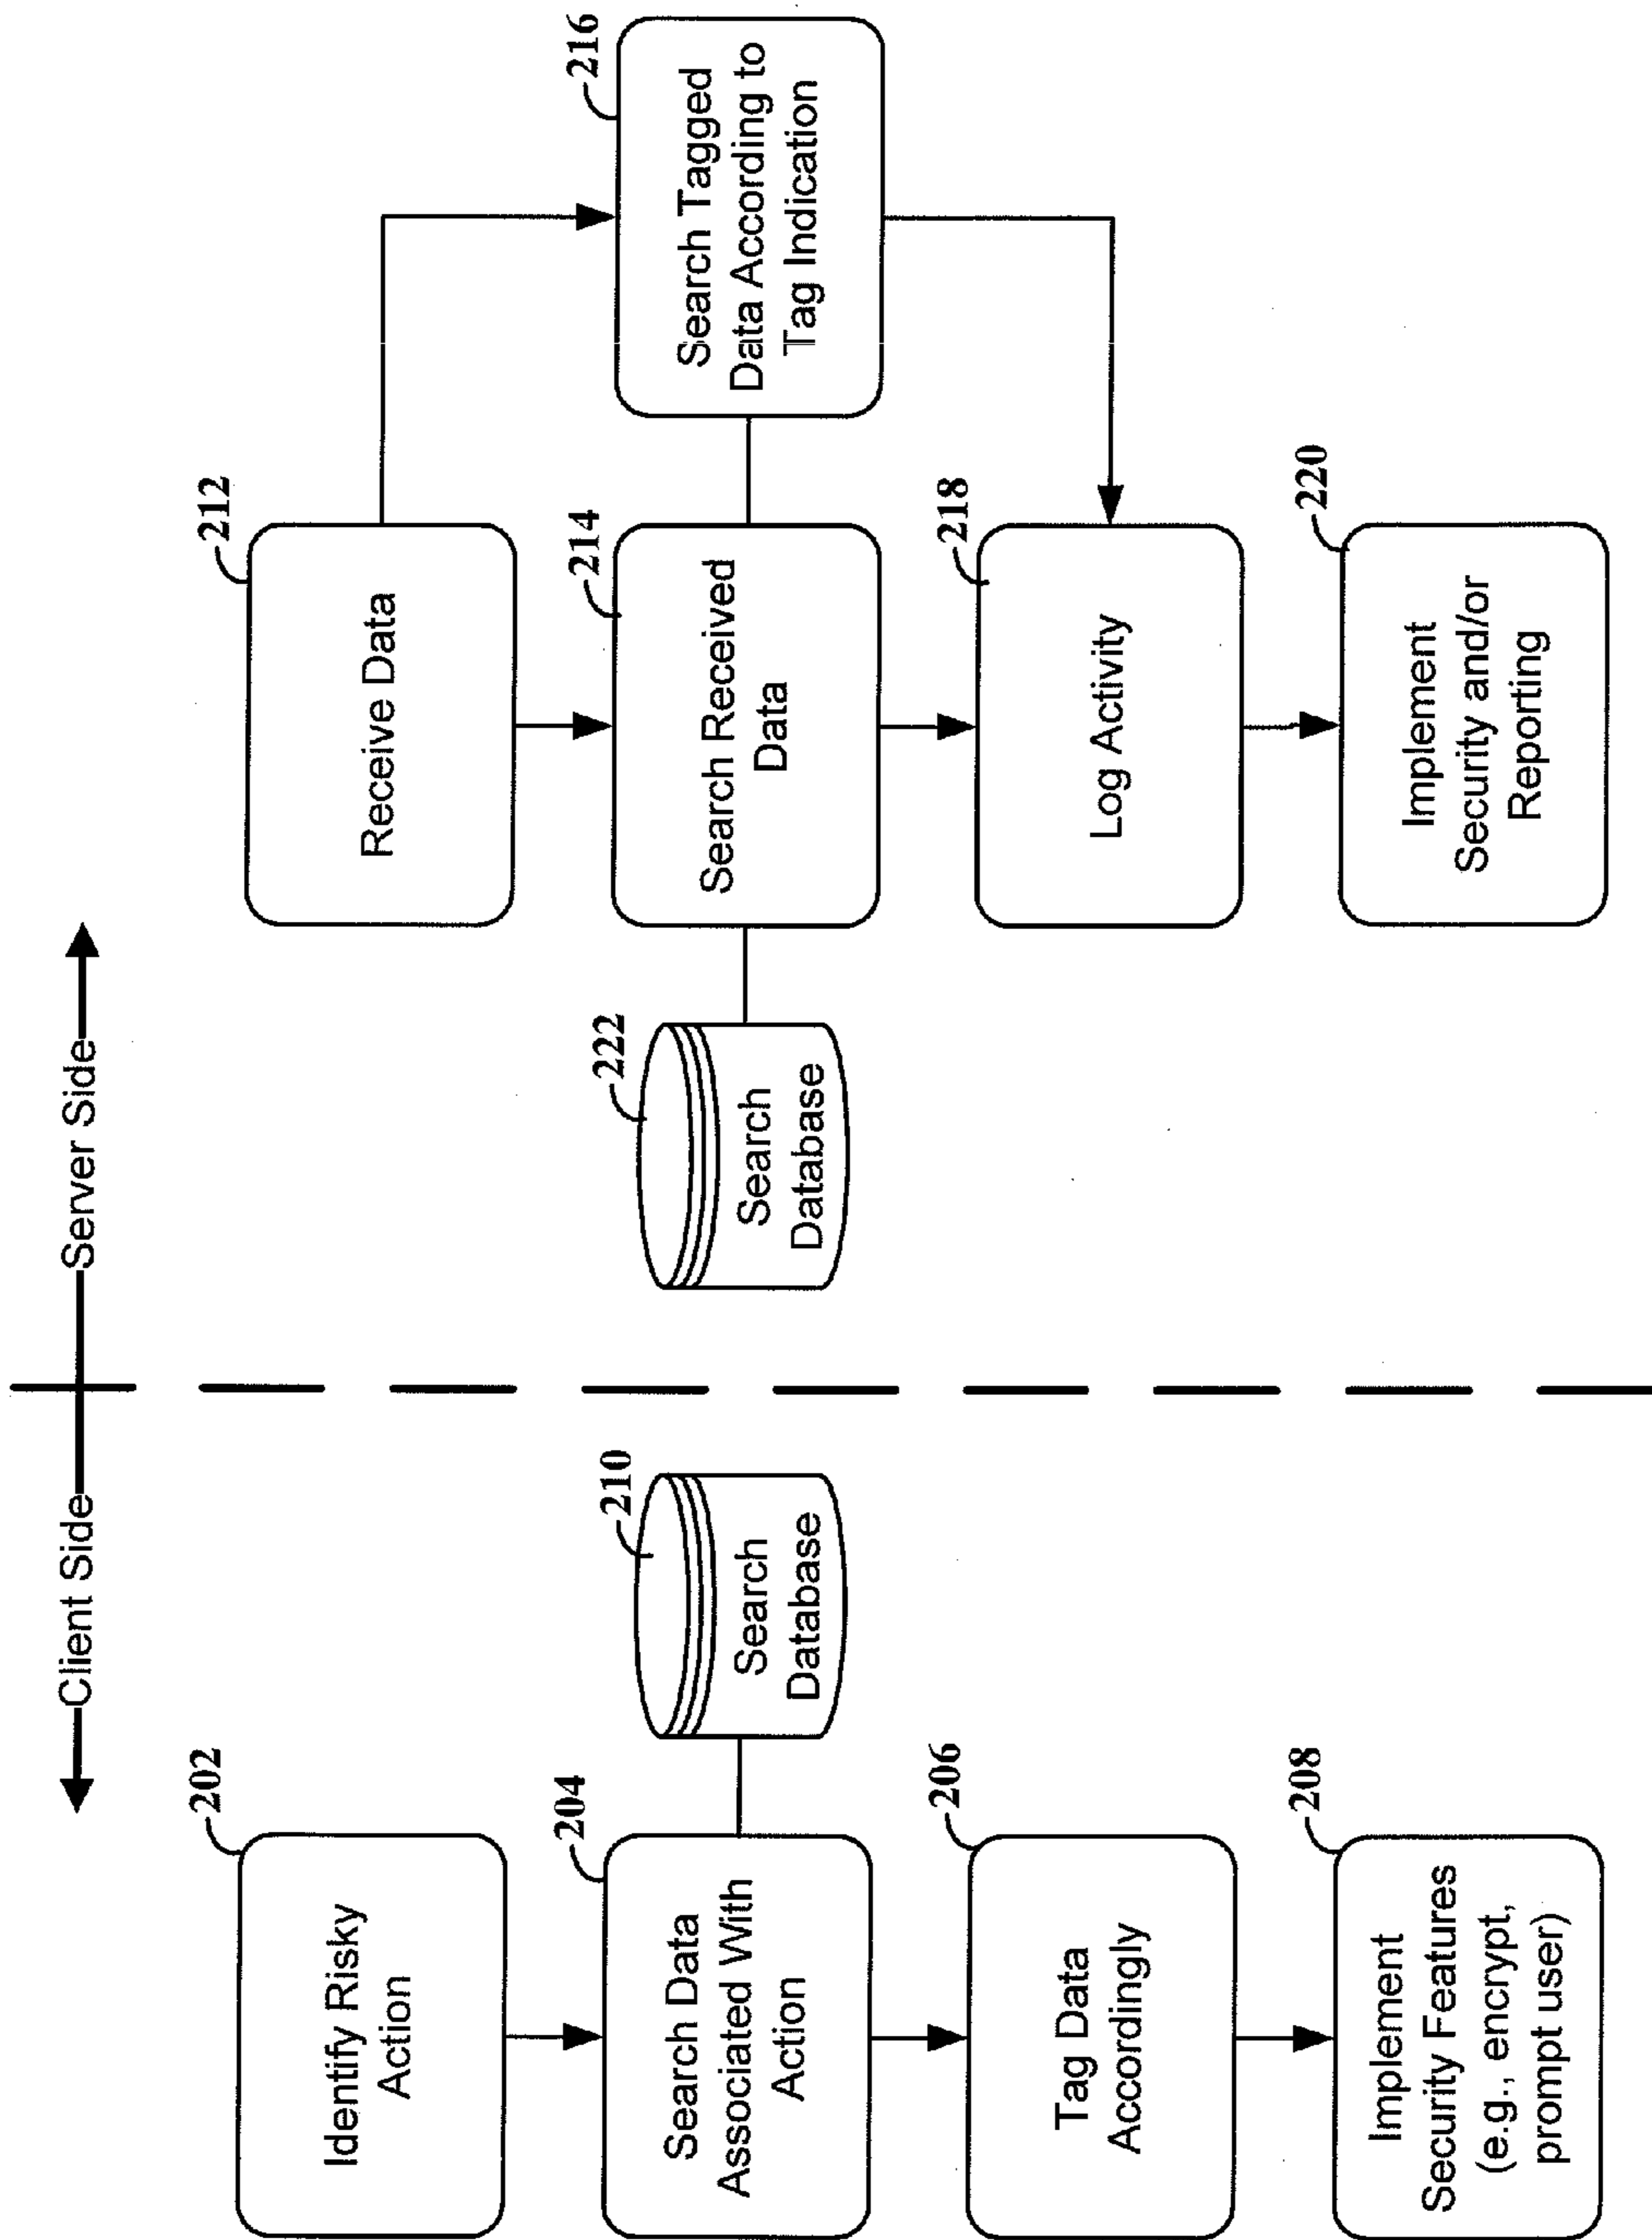 Client Side
Server Side
202
Identify Risky
Action
204
Search Data
Associated With
Action
210
Search
Database
206
Tag Data
Accordingly
208
Implement
Security Features
(e.g., encrypt,
prompt user)
212
Receive Data
222
Search
Database
214
Search Received
Data
216
Search Tagged
Data According to
Tag Indication
218
Log Activity
220
Implement
Security and/or
Reporting